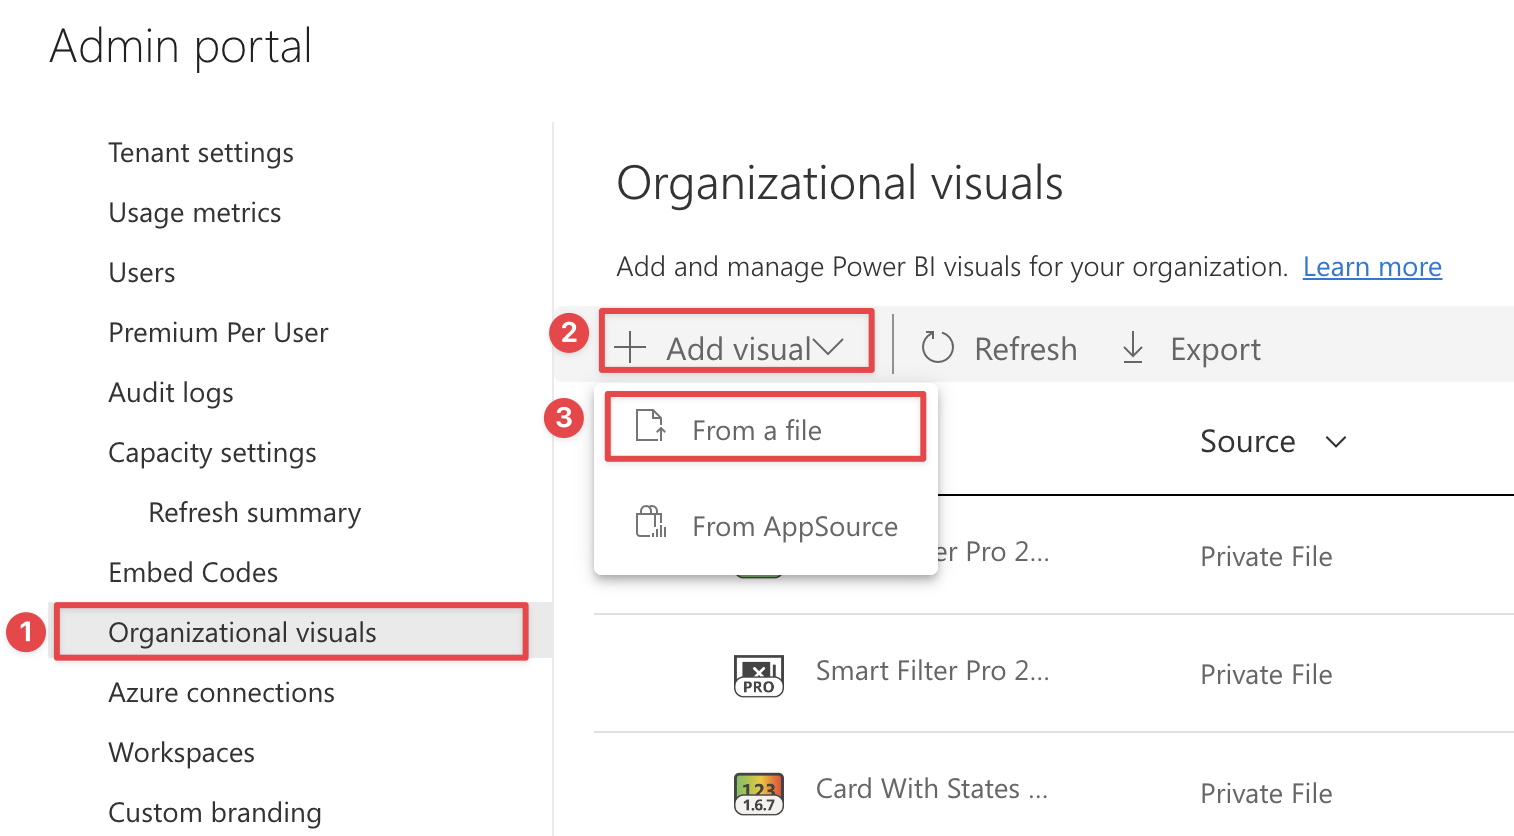 Admin portal
Tenant settings
Usage metrics
Users
Premium Per User
Audit logs
Capacity settings
Refresh summary
Embed Codes
1
Organizational visuals
Azure connections
Workspaces
Custom branding
Organizational visuals
Add and manage Power BI visuals for your organization. Learn more
2
Add visual
Refresh
Export
3
From a file
From AppSource
Source
er Pro 2...
Private File
PRO
Smart Filter Pro 2...
Private File
123
1.6.7
Card With States ...
Private File